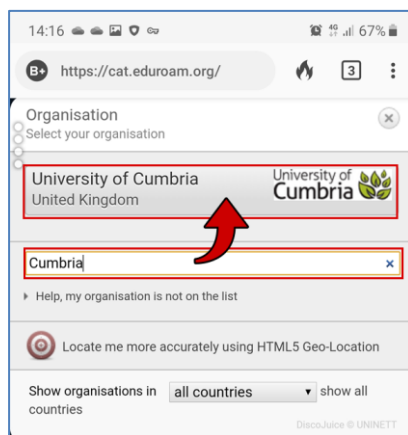 14:16 4G 67%
B+ https://cat.eduroam.org/ 3
Organisation
Select your organisation
University of Cumbria
United Kingdom
University of
Cumbria
Cumbria
Help, my organisation is not on the list
Locate me more accurately using HTML5 Geo-Location
Show organisations in all countries show all
countries
DiscoJuice © UNINETT